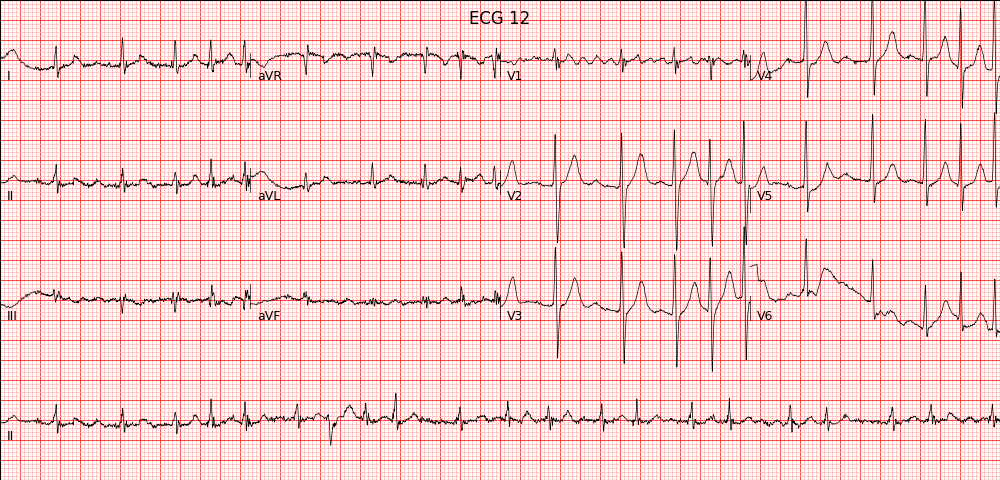 ECG 12
I aVR V1 V4
II aVL V2 V5
III aVF V3 V6
II